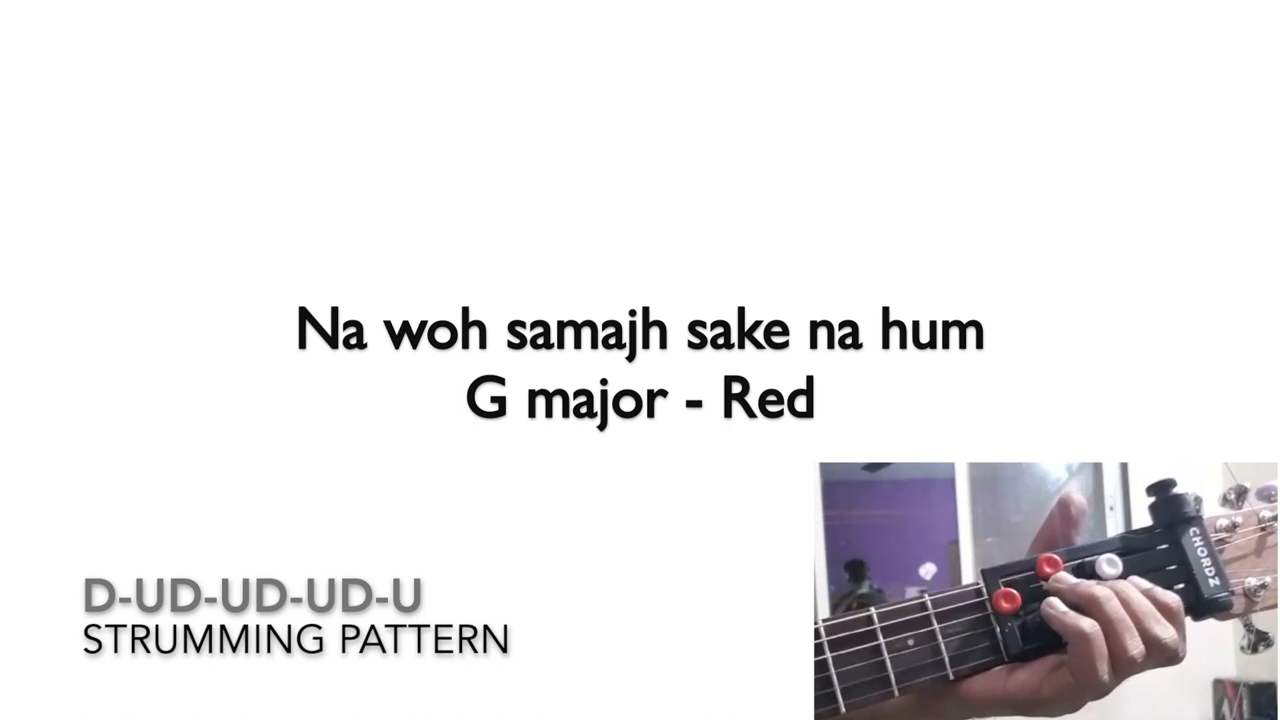 Na woh samajh sake na hum
G major - Red
D-UD-UD-UD-U
STRUMMING PATTERN
CHORDZ